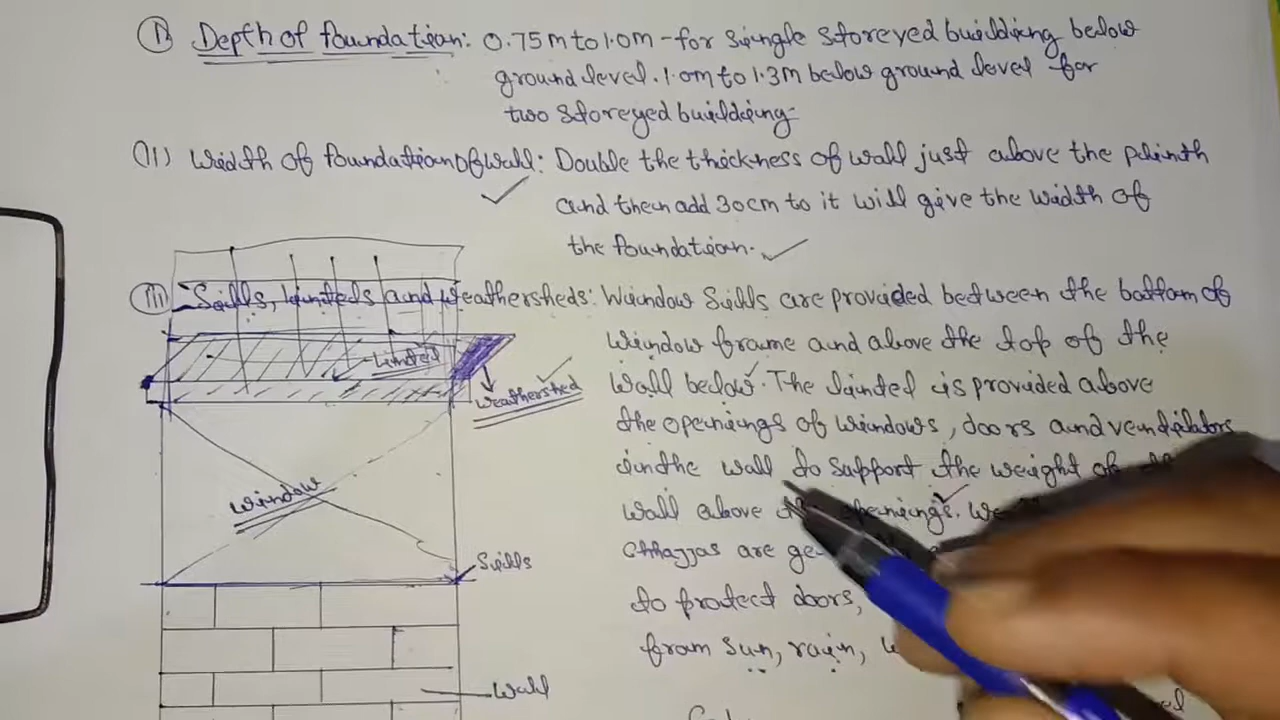 (I) Depth of foundation: 0.75m to 1.0m - for single storeyed building below
ground level. 1.0m to 1.3m below ground level for
two storeyed building
(II) Width of foundation of wall: Double the thickness of wall just above the plinth
and then add 30cm to it will give the width of
the foundation.
(III) Sills, Lintels and Weathersheds: Window Sills are provided between the bottom of
Window frame and above the top of the
Wall below. The lintel is provided above
the openings of windows, doors and ventilators
in the wall to support the weight of
wall above openings.
Chhajjas are
to protect doors,
from sun, rain,
Lintel
Weathershed
Window
Sills
Wall